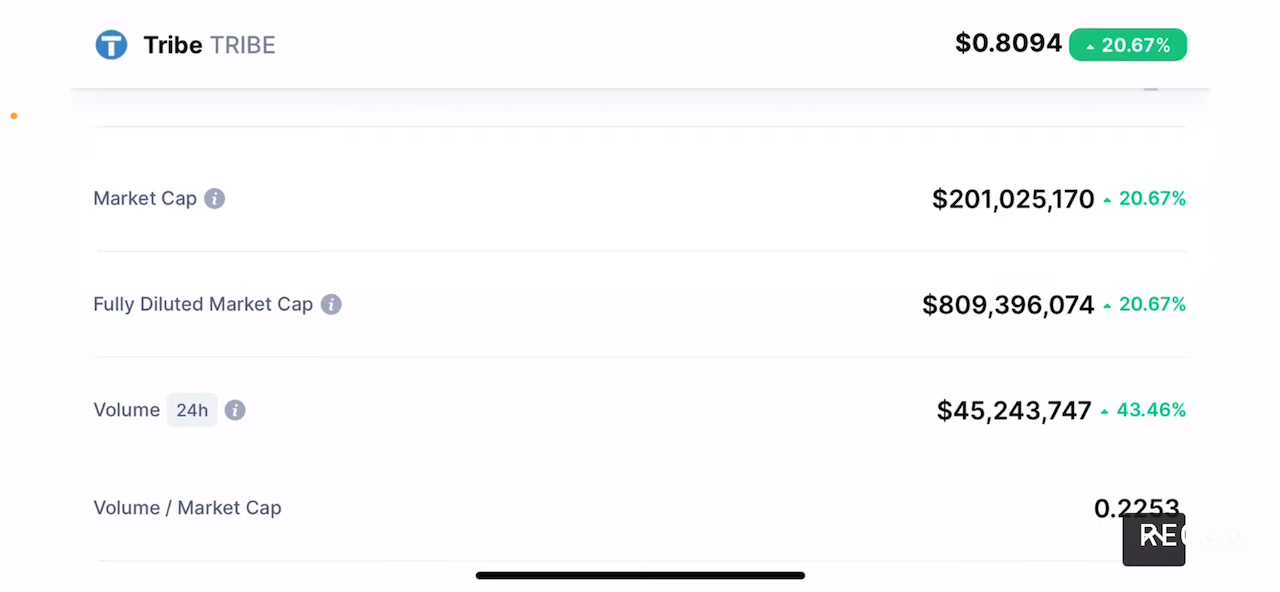 Tribe TRIBE $0.8094 20.67%
Market Cap $201,025,170 20.67%
Fully Diluted Market Cap $809,396,074 20.67%
Volume 24h $45,243,747 43.46%
Volume / Market Cap 0.2253